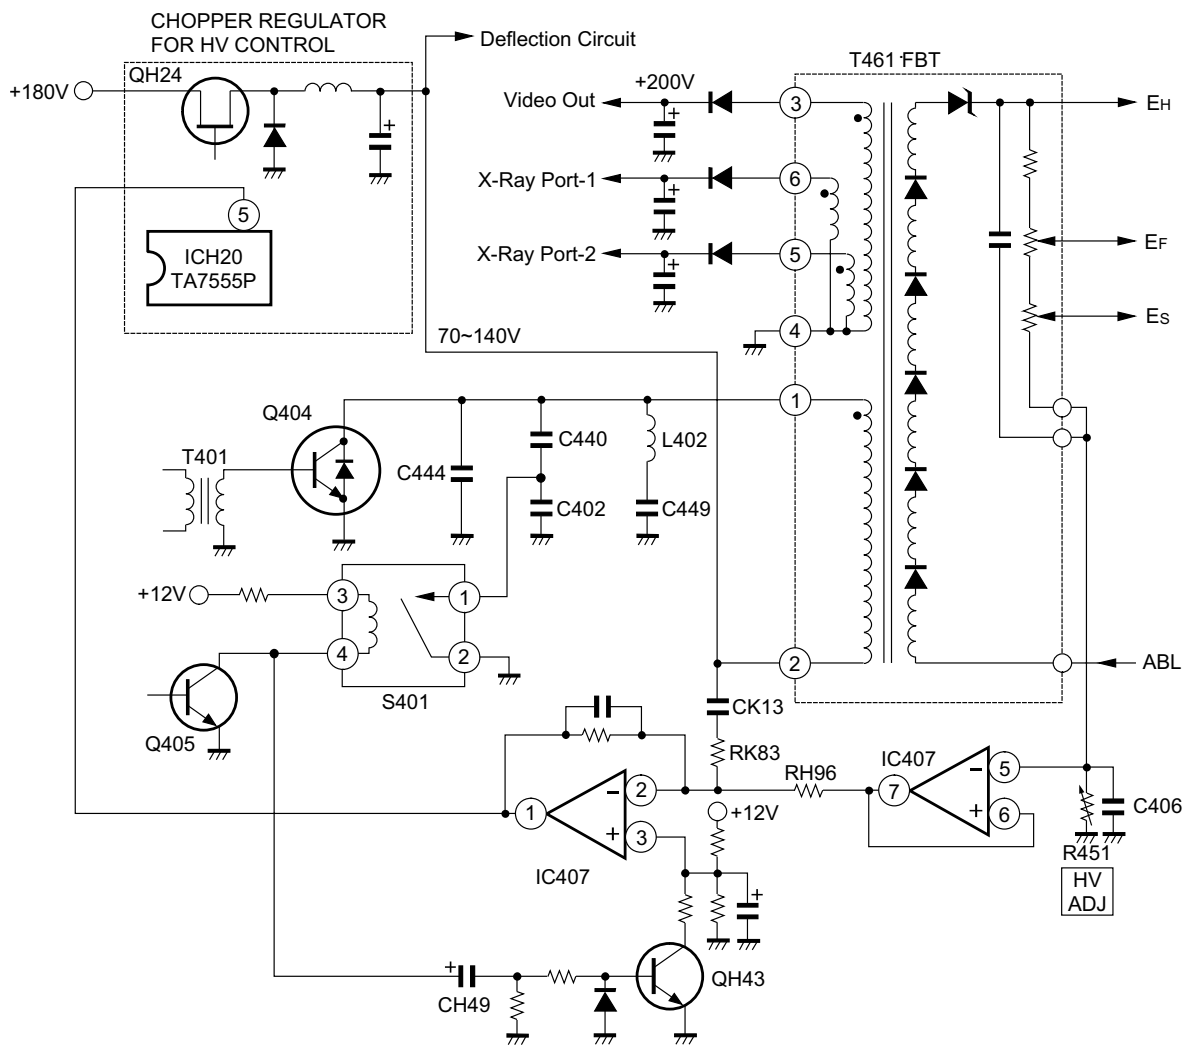 CHOPPER REGULATOR
FOR HV CONTROL
QH24
+180V
Deflection Circuit
5
ICH20
TA7555P
70~140V
T461 FBT
+200V
Video Out
3
X-Ray Port-1
6
X-Ray Port-2
5
4
EH
EF
ES
1
Q404
T401
C444
C440
C402
L402
C449
+12V
3
1
4
2
S401
Q405
2
ABL
CK13
RK83
RH96
IC407
7
5
6
C406
R451
HV
ADJ
+12V
1
2
3
IC407
QH43
CH49
+
+
+
+
+
−
+
−
+
+
+